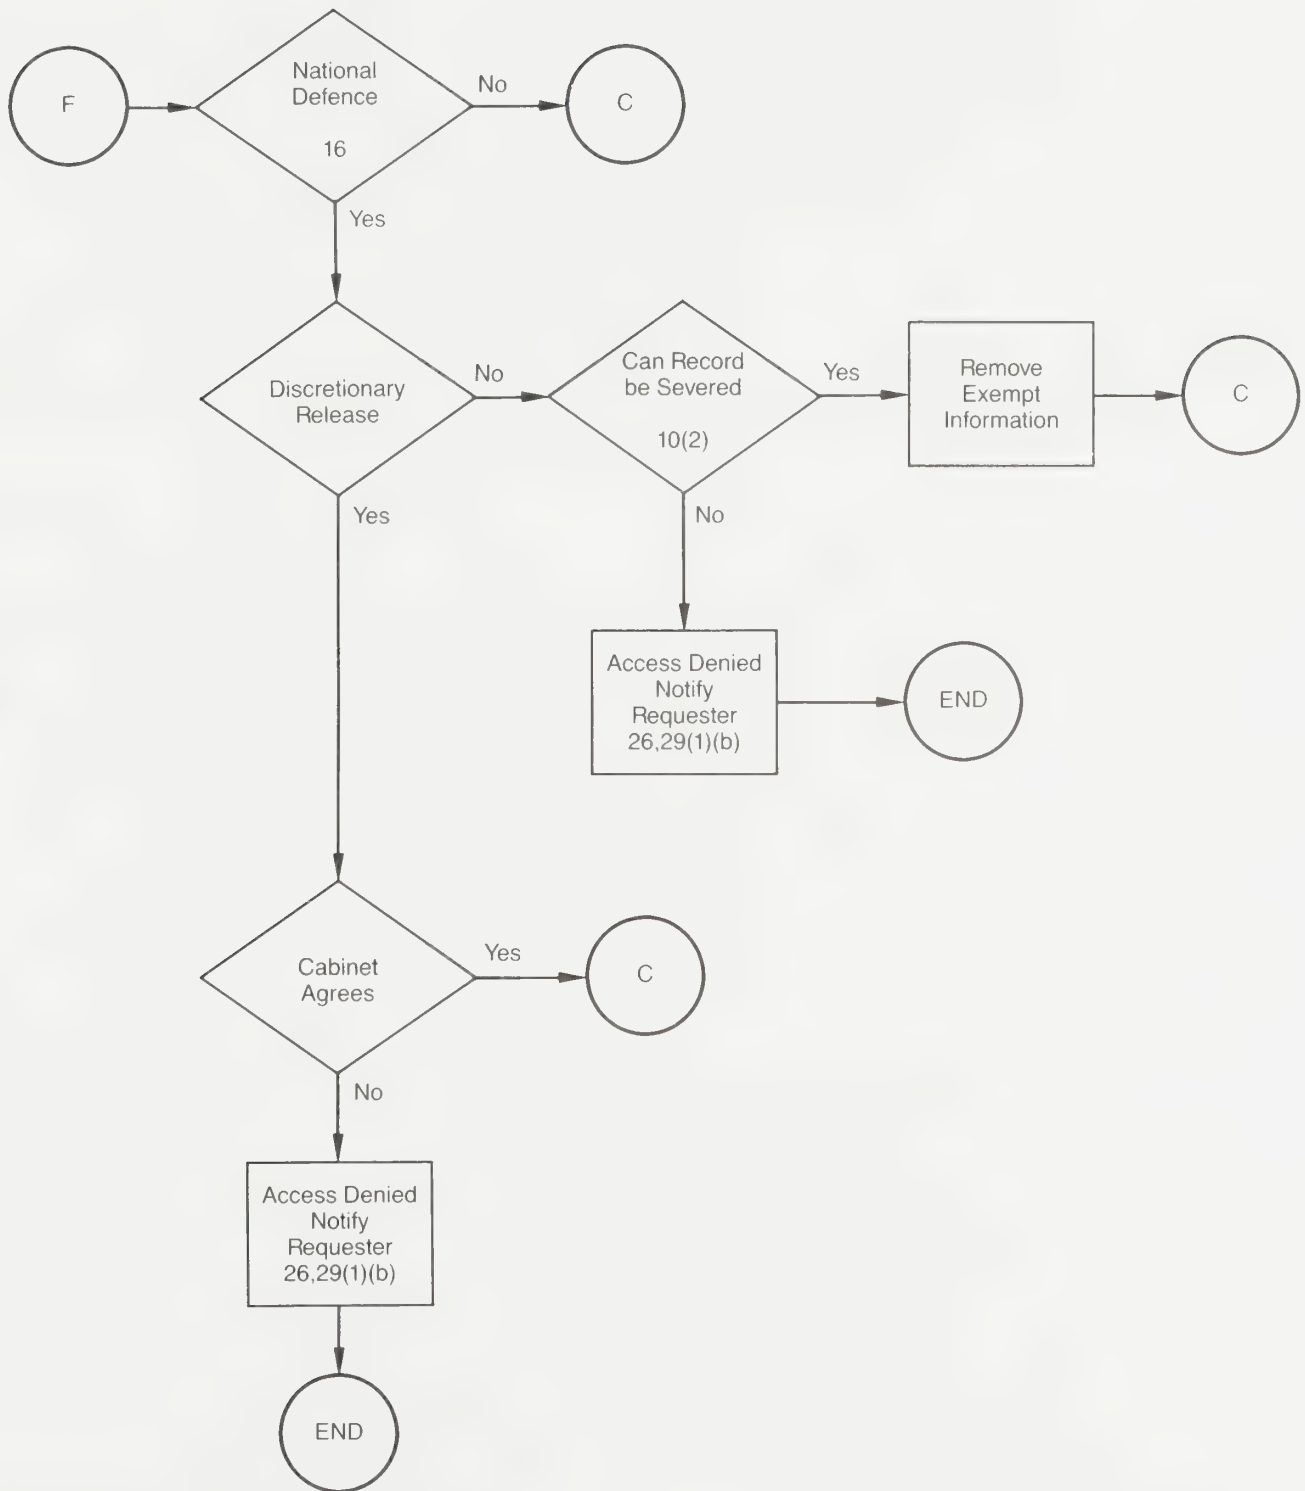 F
National
Defence
16
No
C
Yes
Discretionary
Release
No
Can Record
be Severed
10(2)
Yes
Remove
Exempt
Information
C
Yes
No
Access Denied
Notify
Requester
26,29(1)(b)
END
Cabinet
Agrees
Yes
C
No
Access Denied
Notify
Requester
26,29(1)(b)
END